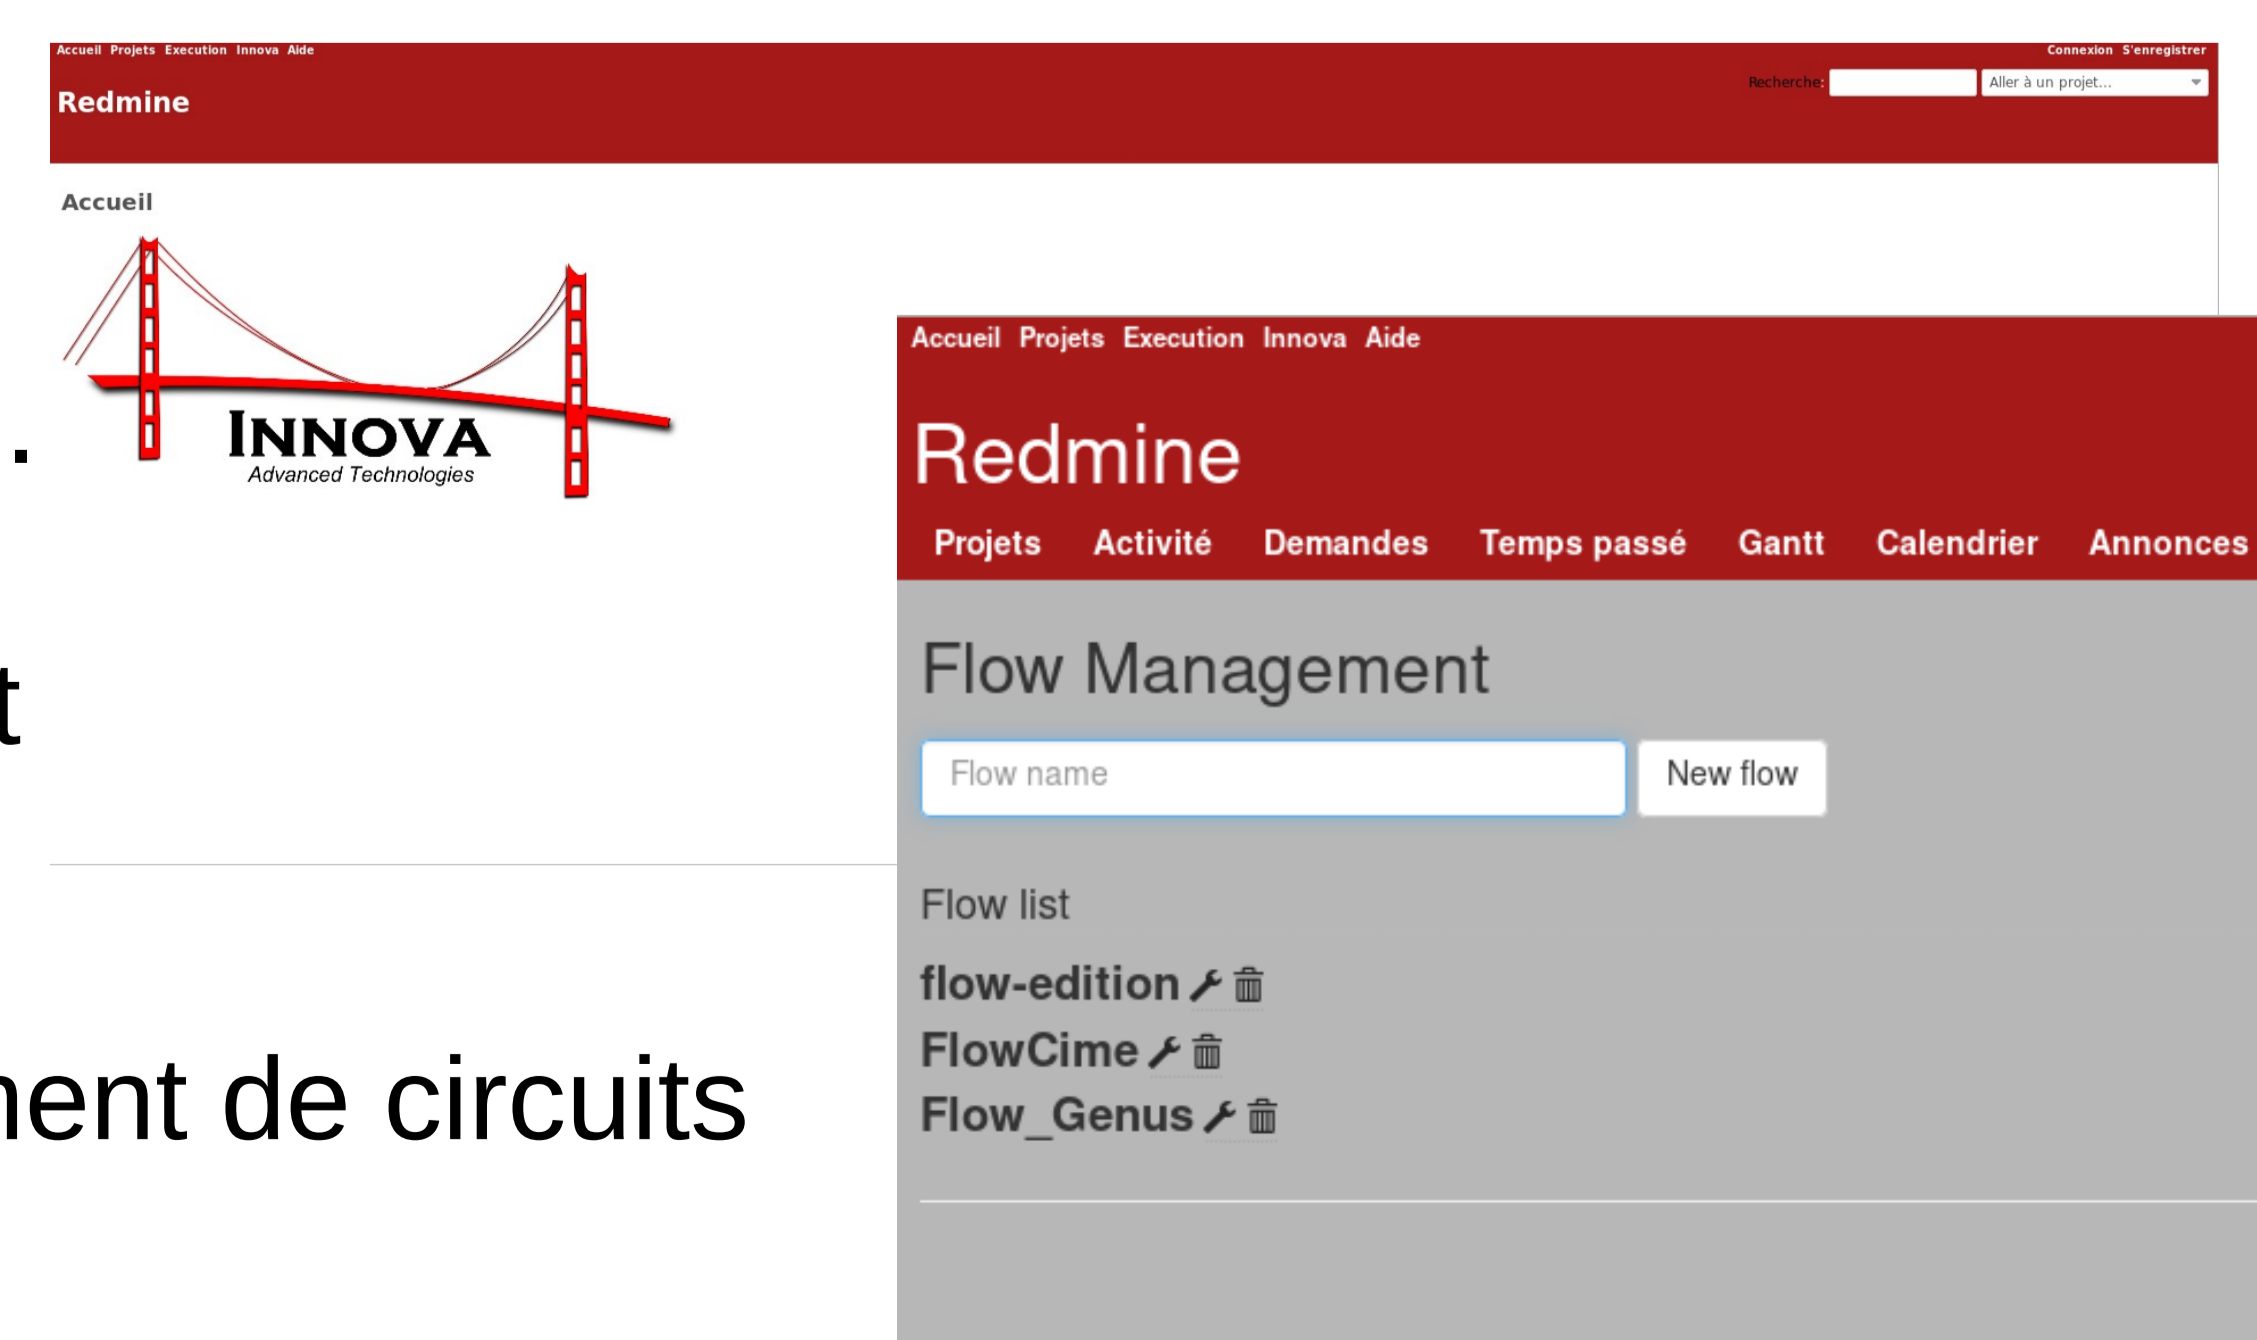 Accueil Projets Execution Innova Aide
Connexion S'enregistrer
Redmine
Recherche:
Aller à un projet...
Accueil
INNOVA
Advanced Technologies
.
t
de circuits
Accueil Projets Execution Innova Aide
Redmine
Projets Activité Demandes Temps passé Gantt Calendrier Annonces
Flow Management
Flow name
New flow
Flow list
flow-edition
FlowCime
Flow_Genus